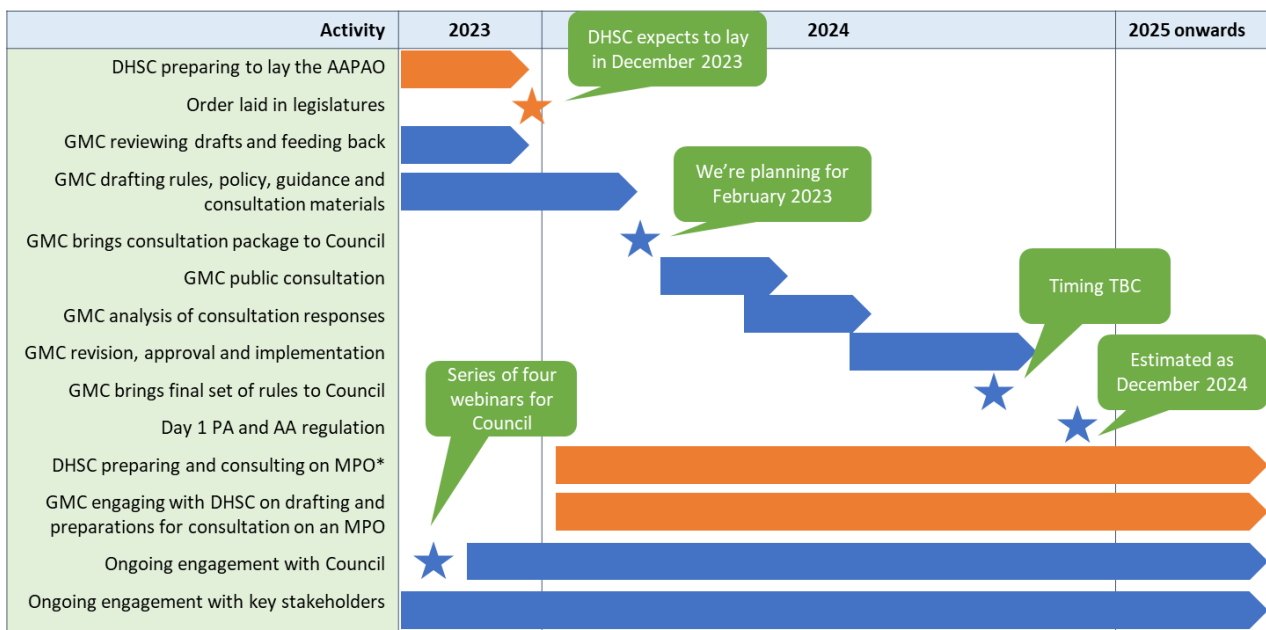 Activity
2023
2024
2025 onwards
DHSC expects to lay
in December 2023
DHSC preparing to lay the AAPAO
Order laid in legislatures
GMC reviewing drafts and feeding back
We’re planning for
February 2023
GMC drafting rules, policy, guidance and
consultation materials
GMC brings consultation package to Council
GMC public consultation
Timing TBC
GMC analysis of consultation responses
GMC revision, approval and implementation
Estimated as
December 2024
Series of four
webinars for
Council
GMC brings final set of rules to Council
Day 1 PA and AA regulation
DHSC preparing and consulting on MPO*
GMC engaging with DHSC on drafting and
preparations for consultation on an MPO
Ongoing engagement with Council
Ongoing engagement with key stakeholders